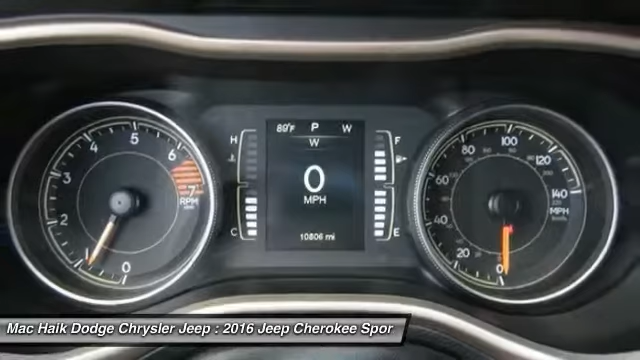 89°F P W
W
0
MPH
10806 mi
H
C
F
E
0
1
2
3
4
5
6
7
RPM
0
20
40
60
80
100
120
140
MPH
Mac Haik Dodge Chrysler Jeep : 2016 Jeep Cherokee Spor